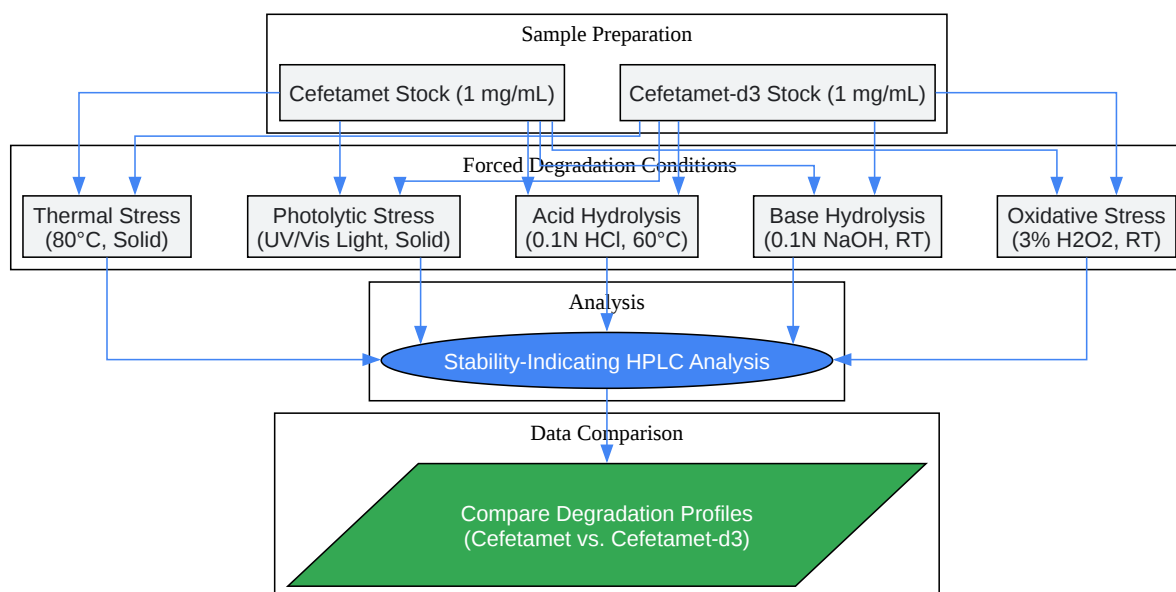 Sample Preparation
Cefetamet Stock (1 mg/mL)
Cefetamet-d3 Stock (1 mg/mL)
Forced Degradation Conditions
Thermal Stress
(80°C, Solid)
Photolytic Stress
(UV/Vis Light, Solid)
Acid Hydrolysis
(0.1N HCl, 60°C)
Base Hydrolysis
(0.1N NaOH, RT)
Oxidative Stress
(3% H2O2, RT)
Analysis
Stability-Indicating HPLC Analysis
Data Comparison
Compare Degradation Profiles
(Cefetamet vs. Cefetamet-d3)